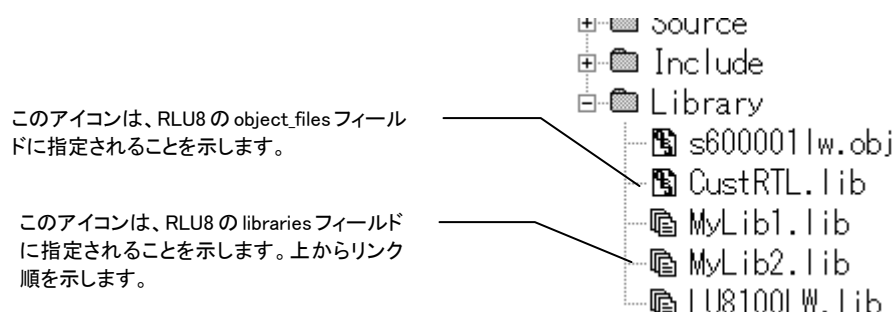 Source
Include
Library
s600001lw.obj
CustRTL.lib
MyLib1.lib
MyLib2.lib
LU8100LW.lib
このアイコンは、RLU8 の object_files フィール
ドに指定されることを示します。
このアイコンは、RLU8 の libraries フィールド
に指定されることを示します。上からリンク
順を示します。